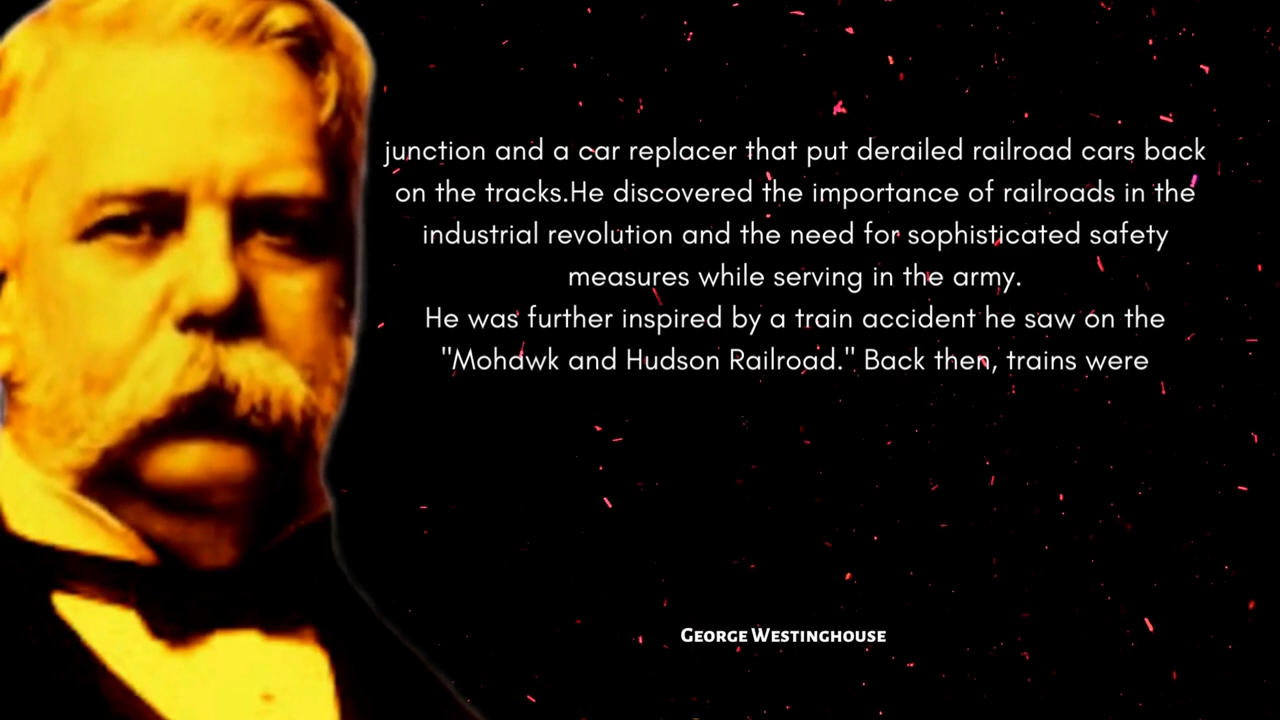 junction and a car replacer that put derailed railroad cars back
on the tracks.He discovered the importance of railroads in the
industrial revolution and the need for sophisticated safety
measures while serving in the army.
He was further inspired by a train accident he saw on the
"Mohawk and Hudson Railroad." Back then, trains were
George Westinghouse